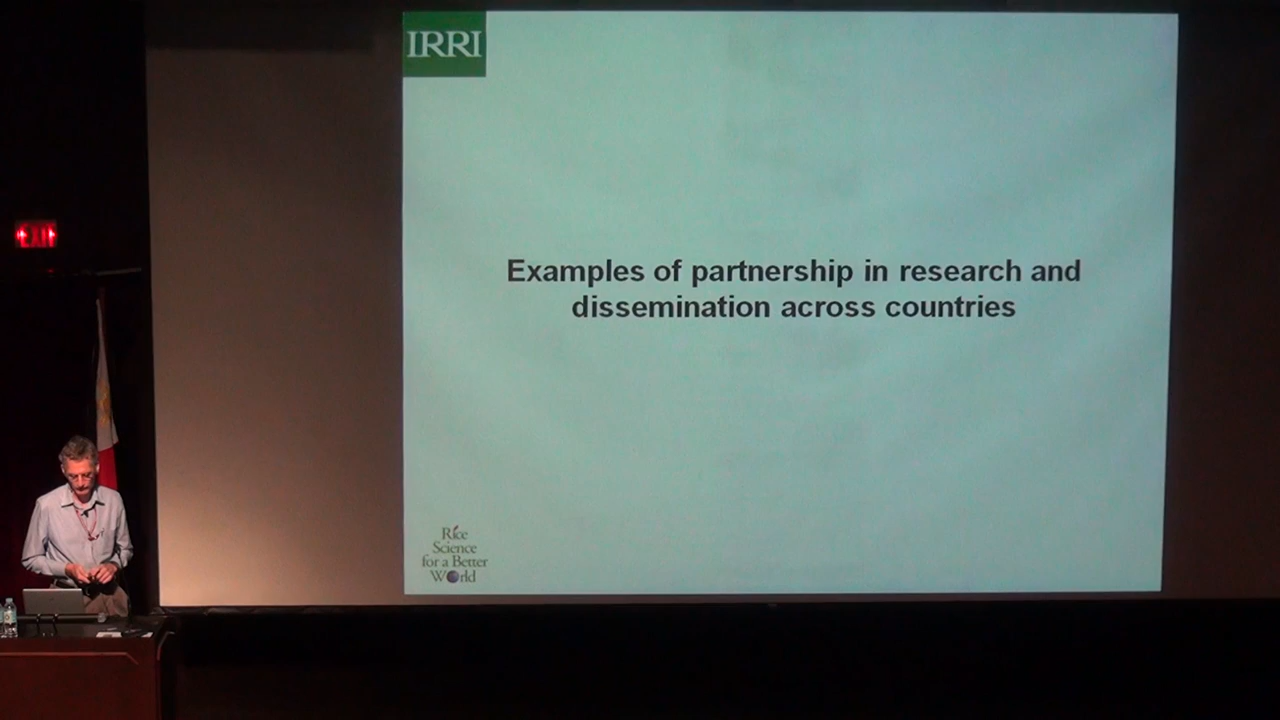 IRRI
EXIT
Examples of partnership in research and
dissemination across countries
Rice
Science
for a Better
World